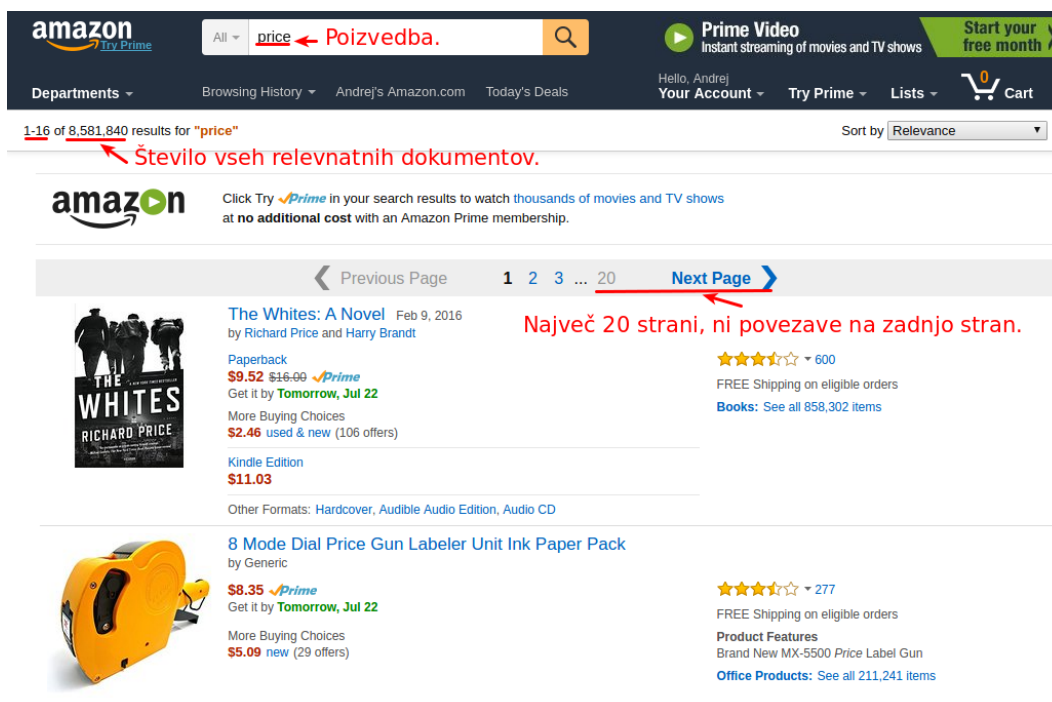 amazon
Try Prime
All
price
Poizvedba.
Prime Video
Instant streaming of movies and TV shows
Start your
free month
Departments
Browsing History
Andrej's Amazon.com
Today's Deals
Hello, Andrej
Your Account
Try Prime
Lists
0
Cart
1-16 of 8,581,840 results for "price"
Sort by Relevance
Število vseh relevnatnih dokumentov.
amazon
Click Try Prime in your search results to watch thousands of movies and TV shows
at no additional cost with an Amazon Prime membership.
Previous Page 1 2 3 ... 20 Next Page
Največ 20 strani, ni povezave na zadnjo stran.
THE
WHITES
RICHARD PRICE
The Whites: A Novel Feb 9, 2016
by Richard Price and Harry Brandt
Paperback
$9.52 $16.00 Prime
Get it by Tomorrow, Jul 22
More Buying Choices
$2.46 used & new (106 offers)
Kindle Edition
$11.03
Other Formats: Hardcover, Audible Audio Edition, Audio CD
600
FREE Shipping on eligible orders
Books: See all 858,302 items
8 Mode Dial Price Gun Labeler Unit Ink Paper Pack
by Generic
$8.35 Prime
Get it by Tomorrow, Jul 22
More Buying Choices
$5.09 new (29 offers)
277
FREE Shipping on eligible orders
Product Features
Brand New MX-5500 Price Label Gun
Office Products: See all 211,241 items